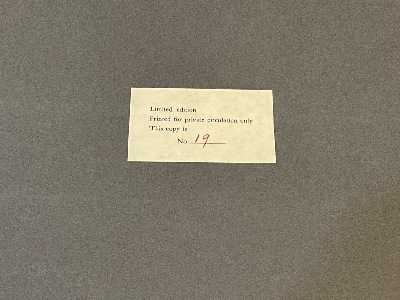 Limited edition
Printed for private circulation only
This copy is
No 19